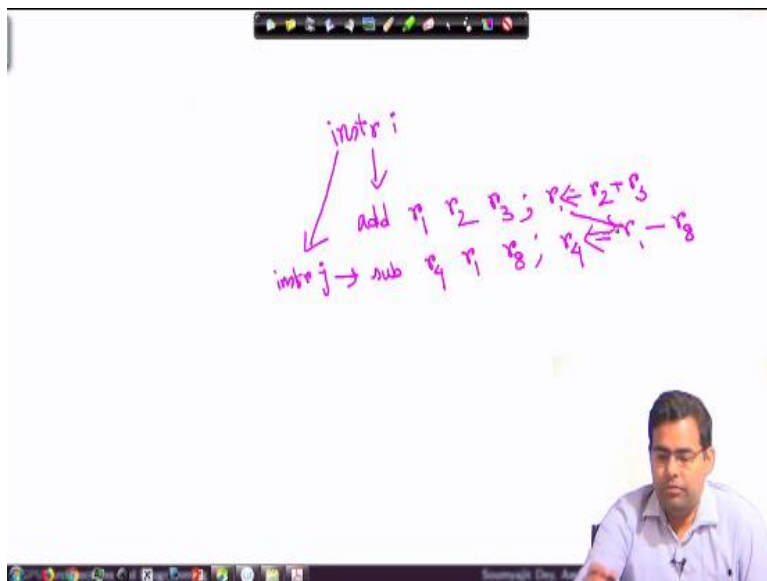 instr i
add r1 r2 r3 ; r1 ⇐ r2 + r3
instr j → sub r4 r1 r8 ; r4 ⇐ r1 - r8